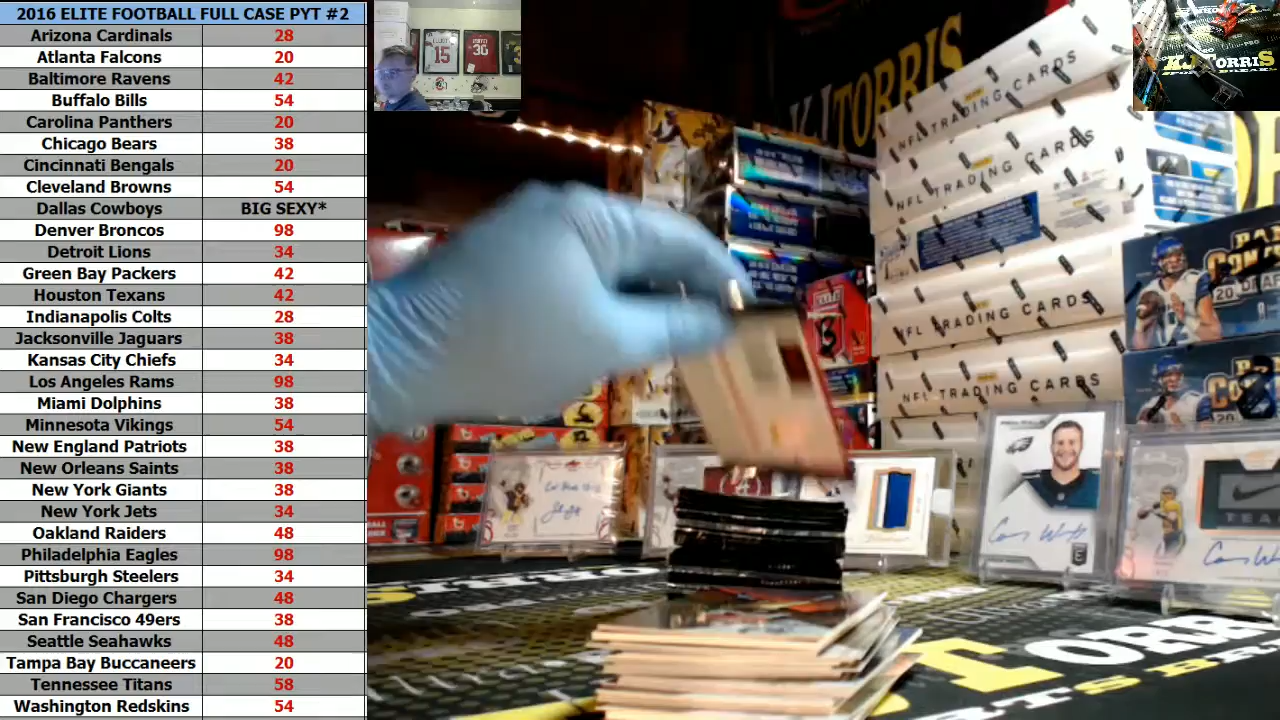 2016 ELITE FOOTBALL FULL CASE PYT #2
Arizona Cardinals 28
Atlanta Falcons 20
Baltimore Ravens 42
Buffalo Bills 54
Carolina Panthers 20
Chicago Bears 38
Cincinnati Bengals 20
Cleveland Browns 54
Dallas Cowboys BIG SEXY*
Denver Broncos 98
Detroit Lions 34
Green Bay Packers 42
Houston Texans 42
Indianapolis Colts 28
Jacksonville Jaguars 38
Kansas City Chiefs 34
Los Angeles Rams 98
Miami Dolphins 38
Minnesota Vikings 54
New England Patriots 38
New Orleans Saints 38
New York Giants 38
New York Jets 34
Oakland Raiders 48
Philadelphia Eagles 98
Pittsburgh Steelers 34
San Diego Chargers 48
San Francisco 49ers 38
Seattle Seahawks 48
Tampa Bay Buccaneers 20
Tennessee Titans 58
Washington Redskins 54
15
30
KJTORRIS
KJTORRIS
NFL TRADING CARDS
NFL TRADING CARDS
NFL TRADING CARDS
NFL TRADING CARDS
TEA
TORR